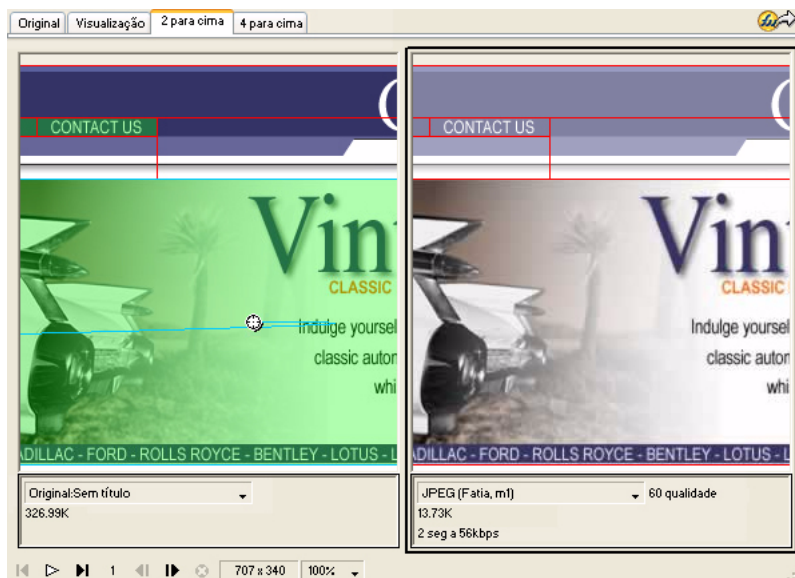 Original Visualização 2 para cima 4 para cima
CONTACT US
Vin
CLASSIC
Indulge yoursel
classic autor
whi
ADILLAC - FORD - ROLLS ROYCE - BENTLEY - LOTUS - L
Original:Sem título
326.99K
CONTACT US
Vin
CLASSIC
Indulge yoursel
classic autor
whi
ADILLAC - FORD - ROLLS ROYCE - BENTLEY - LOTUS - L
JPEG (Fatia, m1) 60 qualidade
13.73K
2 seg a 56kbps
1 707 x 340 100%